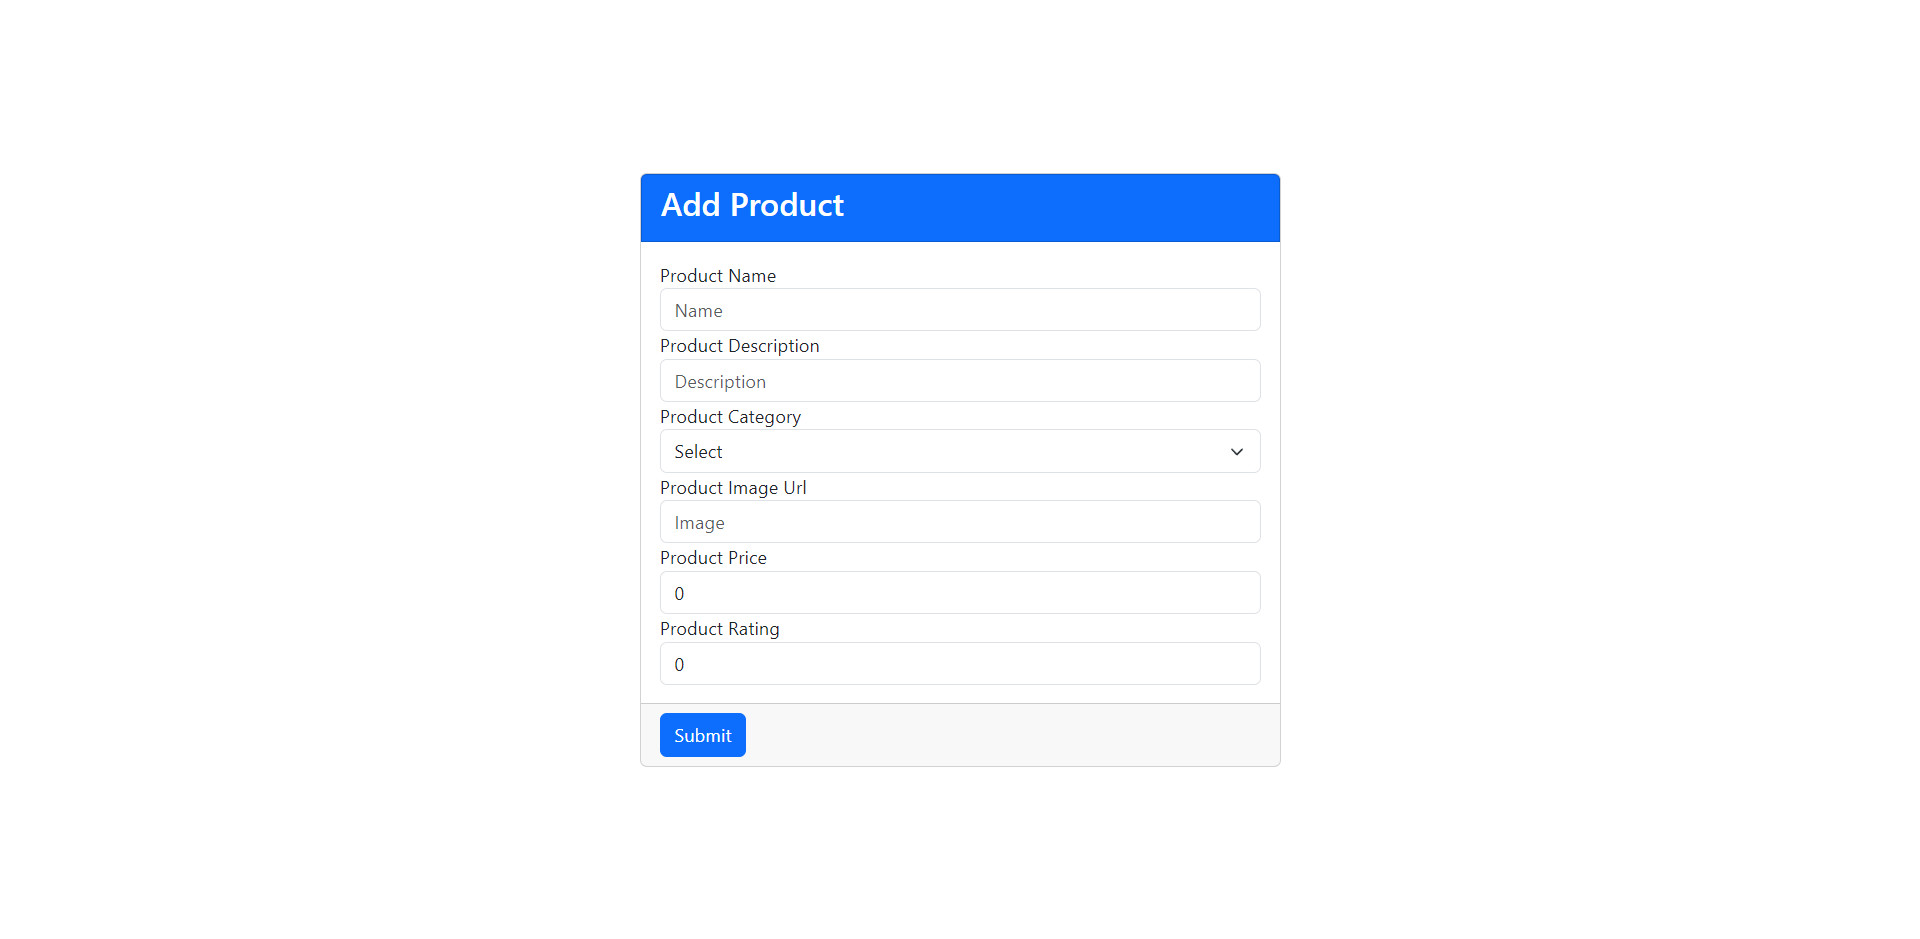 Add Product
Product Name
Name
Product Description
Description
Product Category
Select
Product Image Url
Image
Product Price
0
Product Rating
0
Submit